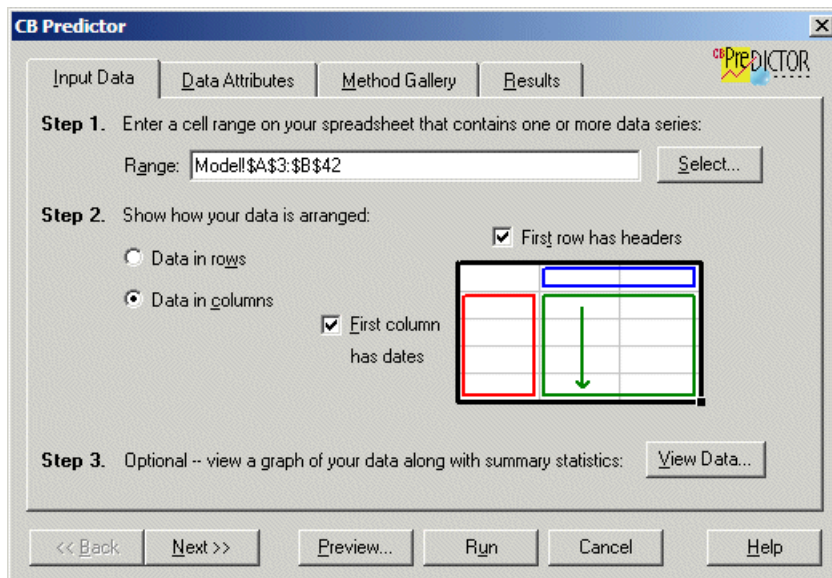 CB Predictor
CB PreDICTOR
Input Data Data Attributes Method Gallery Results
Step 1. Enter a cell range on your spreadsheet that contains one or more data series:
Range: Model!$A$3:$B$42 Select...
Step 2. Show how your data is arranged:
First row has headers
Data in rows
Data in columns
First column
has dates
Step 3. Optional -- view a graph of your data along with summary statistics: View Data...
<< Back Next >> Preview... Run Cancel Help